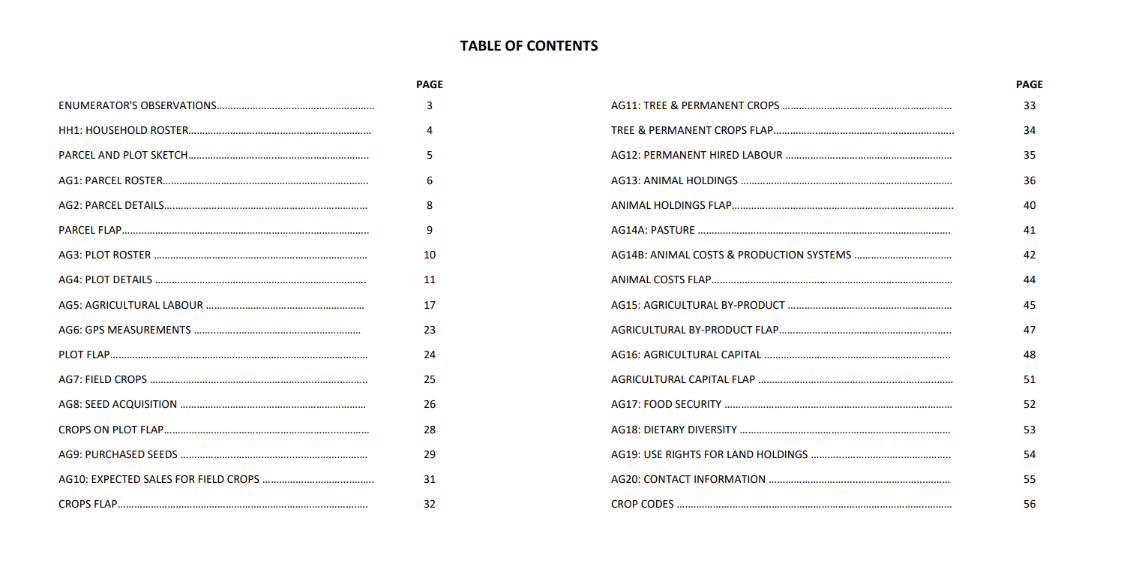 TABLE OF CONTENTS
PAGE
ENUMERATOR'S OBSERVATIONS 3
HH1: HOUSEHOLD ROSTER 4
PARCEL AND PLOT SKETCH 5
AG1: PARCEL ROSTER 6
AG2: PARCEL DETAILS 8
PARCEL FLAP 9
AG3: PLOT ROSTER 10
AG4: PLOT DETAILS 11
AG5: AGRICULTURAL LABOUR 17
AG6: GPS MEASUREMENTS 23
PLOT FLAP 24
AG7: FIELD CROPS 25
AG8: SEED ACQUISITION 26
CROPS ON PLOT FLAP 28
AG9: PURCHASED SEEDS 29
AG10: EXPECTED SALES FOR FIELD CROPS 31
CROPS FLAP 32
PAGE
AG11: TREE & PERMANENT CROPS 33
TREE & PERMANENT CROPS FLAP 34
AG12: PERMANENT HIRED LABOUR 35
AG13: ANIMAL HOLDINGS 36
ANIMAL HOLDINGS FLAP 40
AG14A: PASTURE 41
AG14B: ANIMAL COSTS & PRODUCTION SYSTEMS 42
ANIMAL COSTS FLAP 44
AG15: AGRICULTURAL BY-PRODUCT 45
AGRICULTURAL BY-PRODUCT FLAP 47
AG16: AGRICULTURAL CAPITAL 48
AGRICULTURAL CAPITAL FLAP 51
AG17: FOOD SECURITY 52
AG18: DIETARY DIVERSITY 53
AG19: USE RIGHTS FOR LAND HOLDINGS 54
AG20: CONTACT INFORMATION 55
CROP CODES 56